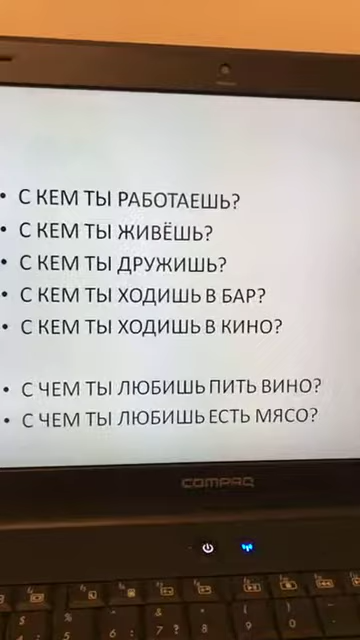 • С КЕМ ТЫ РАБОТАЕШЬ?
• С КЕМ ТЫ ЖИВЁШЬ?
• С КЕМ ТЫ ДРУЖИШЬ?
• С КЕМ ТЫ ХОДИШЬ В БАР?
• С КЕМ ТЫ ХОДИШЬ В КИНО?
• С ЧЕМ ТЫ ЛЮБИШЬ ПИТЬ ВИНО?
• С ЧЕМ ТЫ ЛЮБИШЬ ЕСТЬ МЯСО?
COMPAQ